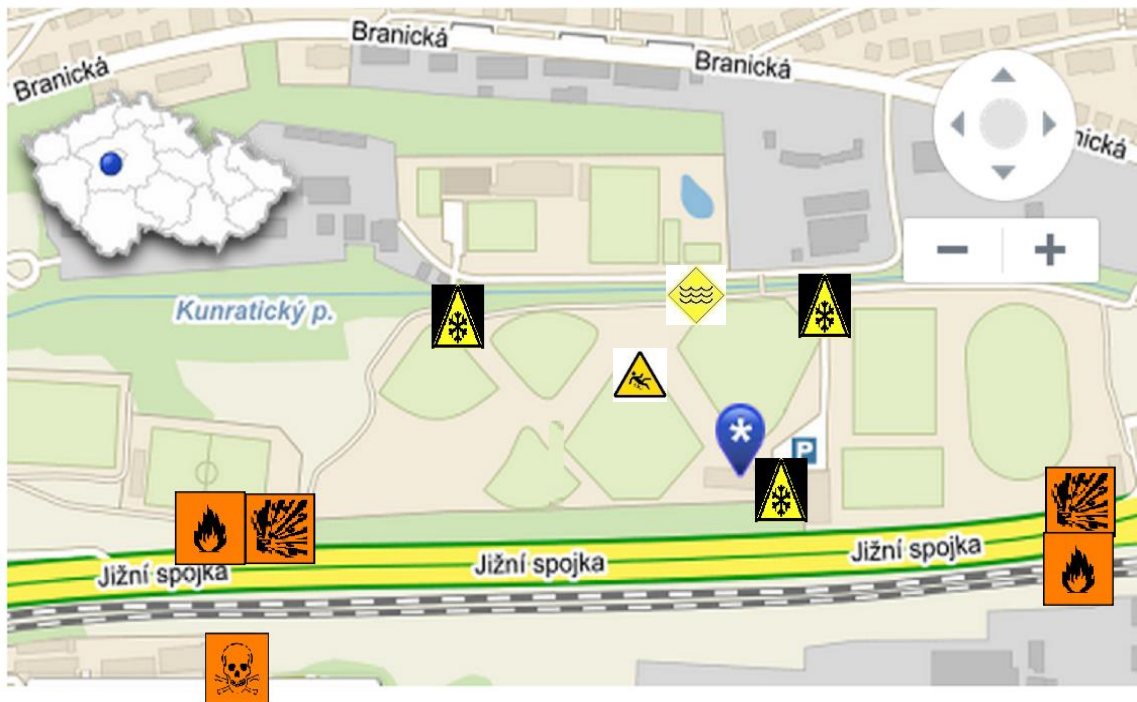 Branická
Branická
Branická
Branická
Kunratický p.
P
Jižní spojka
Jižní spojka
Jižní spojka